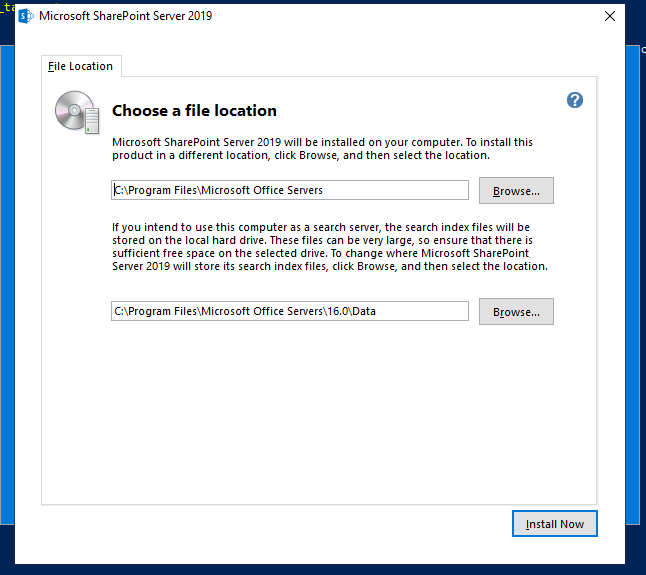 _ta
Microsoft SharePoint Server 2019
File Location
Choose a file location
Microsoft SharePoint Server 2019 will be installed on your computer. To install this
product in a different location, click Browse, and then select the location.
C:\Program Files\Microsoft Office Servers
Browse...
If you intend to use this computer as a search server, the search index files will be
stored on the local hard drive. These files can be very large, so ensure that there is
sufficient free space on the selected drive. To change where Microsoft SharePoint
Server 2019 will store its search index files, click Browse, and then select the location.
C:\Program Files\Microsoft Office Servers\16.0\Data
Browse...
Install Now